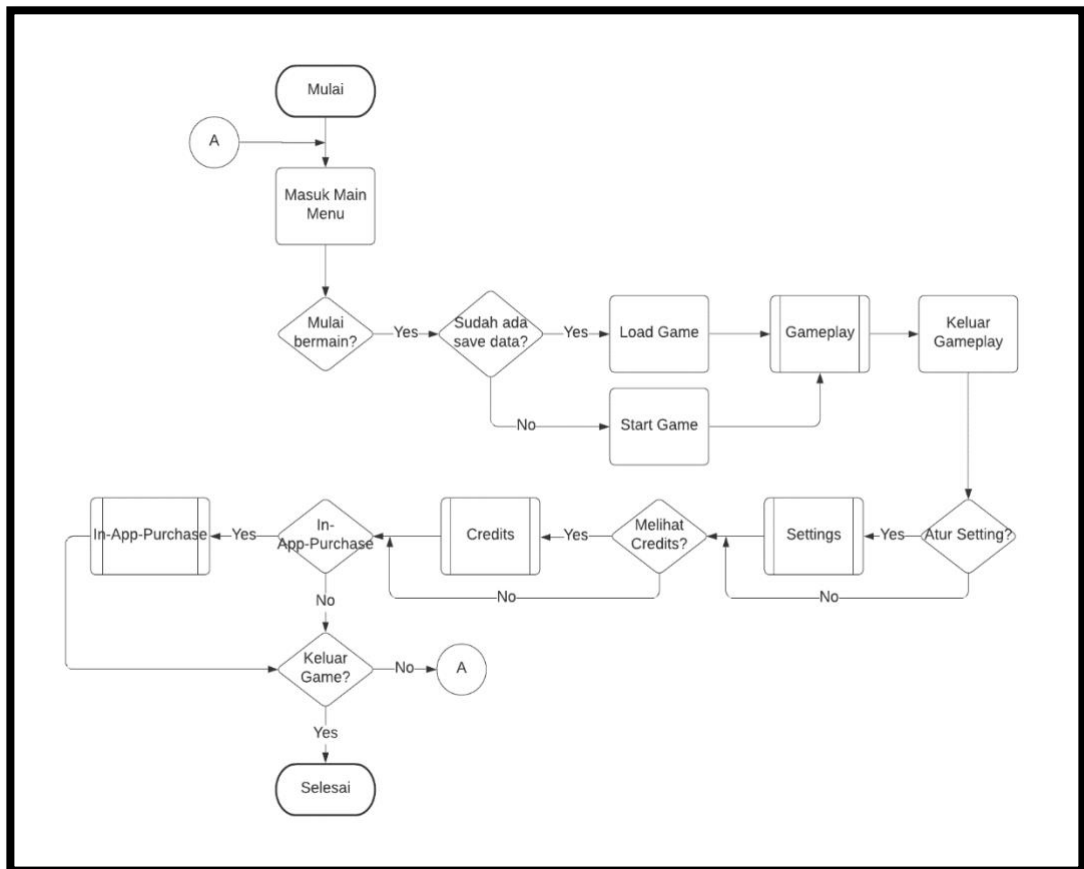 Mulai
A
Masuk Main
Menu
Mulai
bermain?
Yes
Sudah ada
save data?
Yes
Load Game
Gameplay
Keluar
Gameplay
No
Start Game
In-App-Purchase
Yes
In-
App-Purchase
Credits
Yes
Melihat
Credits?
Settings
Yes
Atur Setting?
No
No
No
Keluar
Game?
No
A
Yes
Selesai